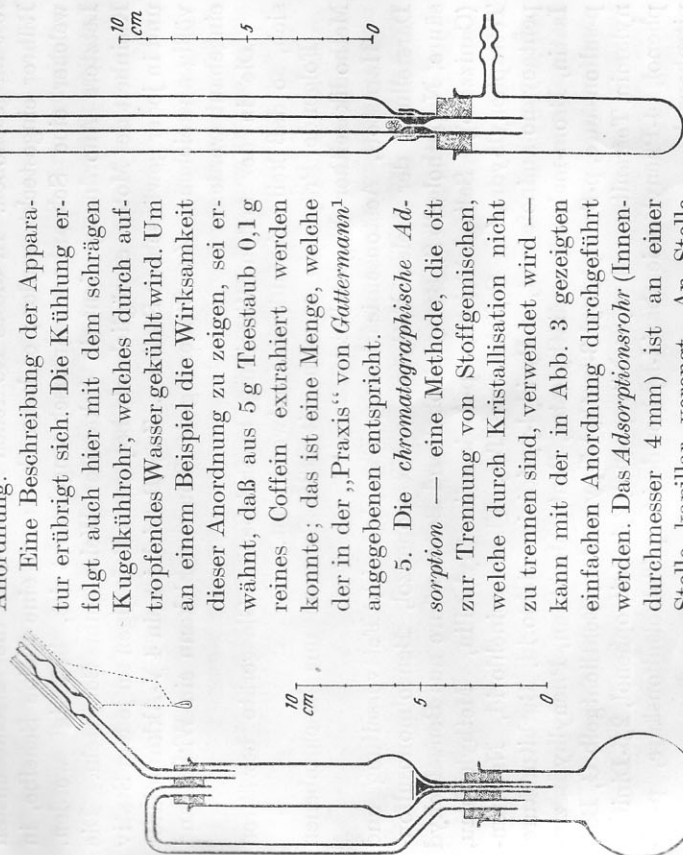 Anordnung.
Eine Beschreibung der Appara-
tur erübrigt sich. Die Kühlung er-
folgt auch hier mit dem schrägen
Kugelkühlrohr, welches durch auf-
tropfendes Wasser gekühlt wird. Um
an einem Beispiel die Wirksamkeit
dieser Anordnung zu zeigen, sei er-
wähnt, daß aus 5 g Teestaub 0,1 g
reines Coffein extrahiert werden
konnte; das ist eine Menge, welche
der in der „Praxis“ von Gattermann¹
angegebenen entspricht.
5. Die chromatographische Ad-
sorption — eine Methode, die oft
zur Trennung von Stoffgemischen,
welche durch Kristallisation nicht
zu trennen sind, verwendet wird —
kann mit der in Abb. 3 gezeigten
einfachen Anordnung durchgeführt
werden. Das Adsorptionsrohr (Innen-
durchmesser 4 mm) ist an einer
Stelle kapillar verengt. An Stelle
10
cm
5
0
10
cm
5
0